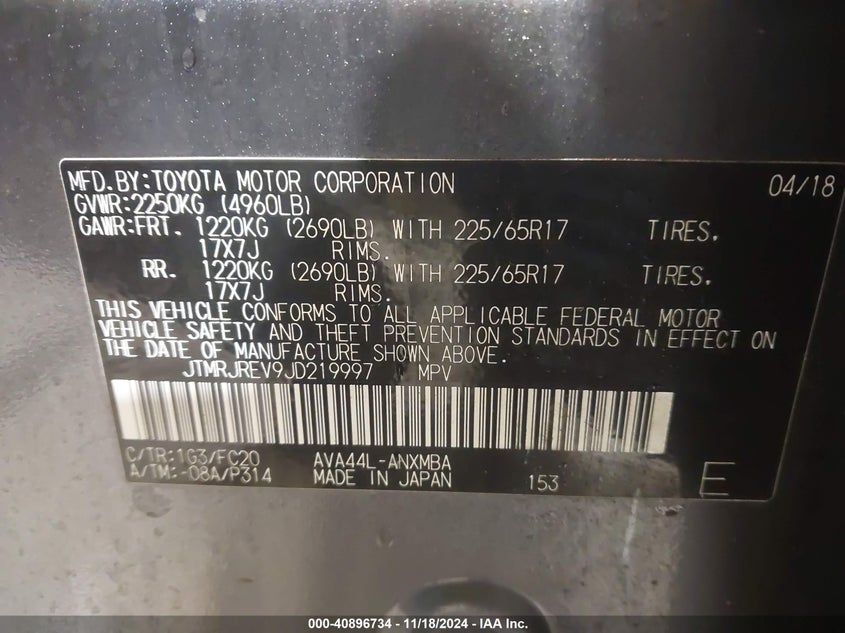 MFD.BY:TOYOTA MOTOR CORPORATION 04/18
GVWR:2250KG (4960LB)
GAWR:FRT. 1220KG (2690LB) WITH 225/65R17 TIRES.
17X7J RIMS.
RR. 1220KG (2690LB) WITH 225/65R17 TIRES.
17X7J RIMS.
THIS VEHICLE CONFORMS TO ALL APPLICABLE FEDERAL MOTOR
VEHICLE SAFETY AND THEFT PREVENTION STANDARDS IN EFFECT ON
THE DATE OF MANUFACTURE SHOWN ABOVE.
JTMRJREV9JD219997 MPV
C/TR:1G3/FC20 AVA44L-ANXMBA
A/TM:-08A/P314 MADE IN JAPAN 153 E
000-40896734 - 11/18/2024 - IAA Inc.